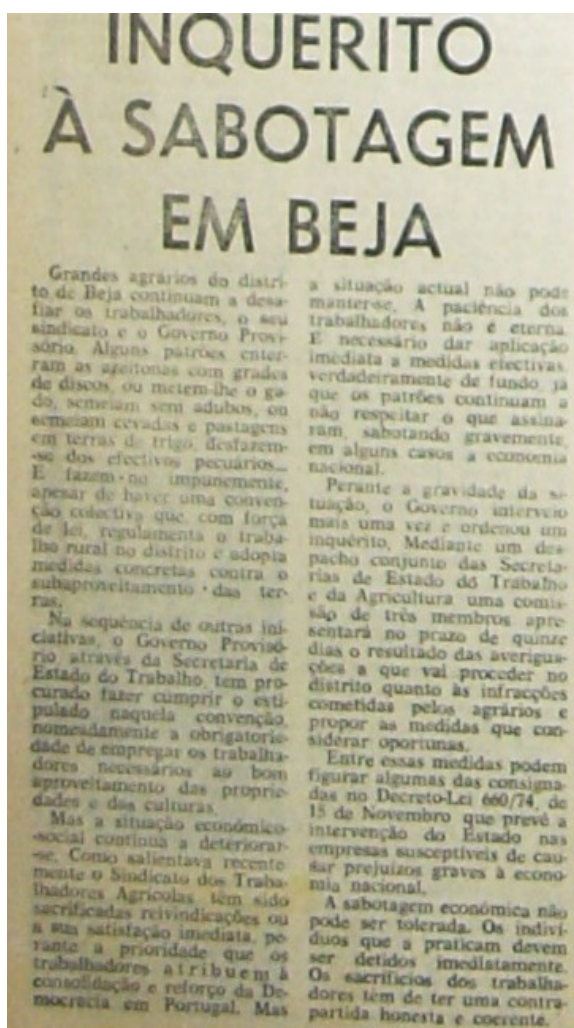 INQUERITO
À SABOTAGEM
EM BEJA
Grandes agrários do distri-
to de Beja continuam a desa-
fiar os trabalhadores, o seu
sindicato e o Governo Provi-
sório. Alguns patrões enter-
ram as azeitonas com grades
de discos, ou metem-lhe o ga-
do, semeiam sem adubos, ou
semeiam cevadas e pastagens
em terras de trigo, desfazem-
-se dos efectivos pecuários...
E fazem-no impunemente,
apesar de haver uma conven-
ção colectiva que, com força
de lei, regulamenta o traba-
lho rural no distrito e adopta
medidas concretas contra o
subaproveitamento das ter-
ras.
Na sequência de outras ini-
ciativas, o Governo Provisó-
rio através da Secretaria de
Estado do Trabalho, tem pro-
curado fazer cumprir o esti-
pulado naquela convenção,
nomeadamente a obrigatorie-
dade de empregar os trabalha-
dores necessários ao bom
aproveitamento das proprie-
dades e das culturas.
Mas a situação económico-
-social continua a deteriorar-
-se. Como salientava recente
mente o Sindicato dos Traba-
lhadores Agrícolas, têm sido
sacrificadas reivindicações ou
a sua satisfação imediata, pe-
rante a prioridade que os
trabalhadores atribuem à
consolidação e reforço da De-
mocracia em Portugal. Mas
a situação actual não pode
manter-se. A paciência dos
trabalhadores não é eterna.
É necessário dar aplicação
imediata a medidas efectivas,
verdadeiramente de fundo, já
que os patrões continuam a
não respeitar o que assina-
ram, sabotando gravemente,
em alguns casos a economia
nacional.
Perante a gravidade da si-
tuação, o Governo interveio
mais uma vez e ordenou um
inquérito. Mediante um des-
pacho conjunto das Secreta-
rias de Estado do Trabalho
e da Agricultura uma comis-
são de três membros apre-
sentará no prazo de quinze
dias o resultado das averigua-
ções a que vai proceder no
distrito quanto às infracções
cometidas pelos agrários e
propor as medidas que con-
siderar oportunas.
Entre essas medidas podem
figurar algumas das consigna-
das no Decreto-Lei 660/74, de
15 de Novembro que prevê a
intervenção do Estado nas
empresas susceptíveis de cau-
sar prejuízos graves à econo-
mia nacional.
A sabotagem económica não
pode ser tolerada. Os indiví-
duos que a praticam devem
ser detidos imediatamente.
Os sacrifícios dos trabalha-
dores têm de ter uma contra-
partida honesta e coerente.